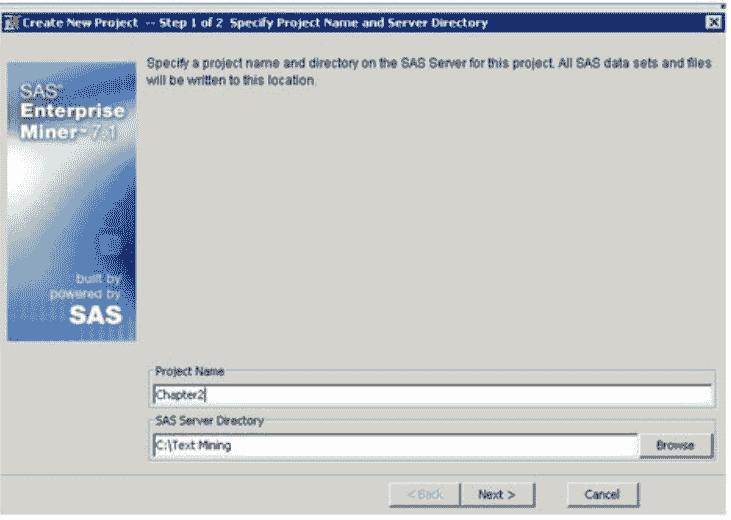 Create New Project -- Step 1 of 2 Specify Project Name and Server Directory
Specify a project name and directory on the SAS Server for this project. All SAS data sets and files
will be written to this location.
SAS®
Enterprise
Miner™ 7.1
built by
powered by
SAS
Project Name
Chapter2
SAS Server Directory
C:\Text Mining
Browse
< Back
Next >
Cancel